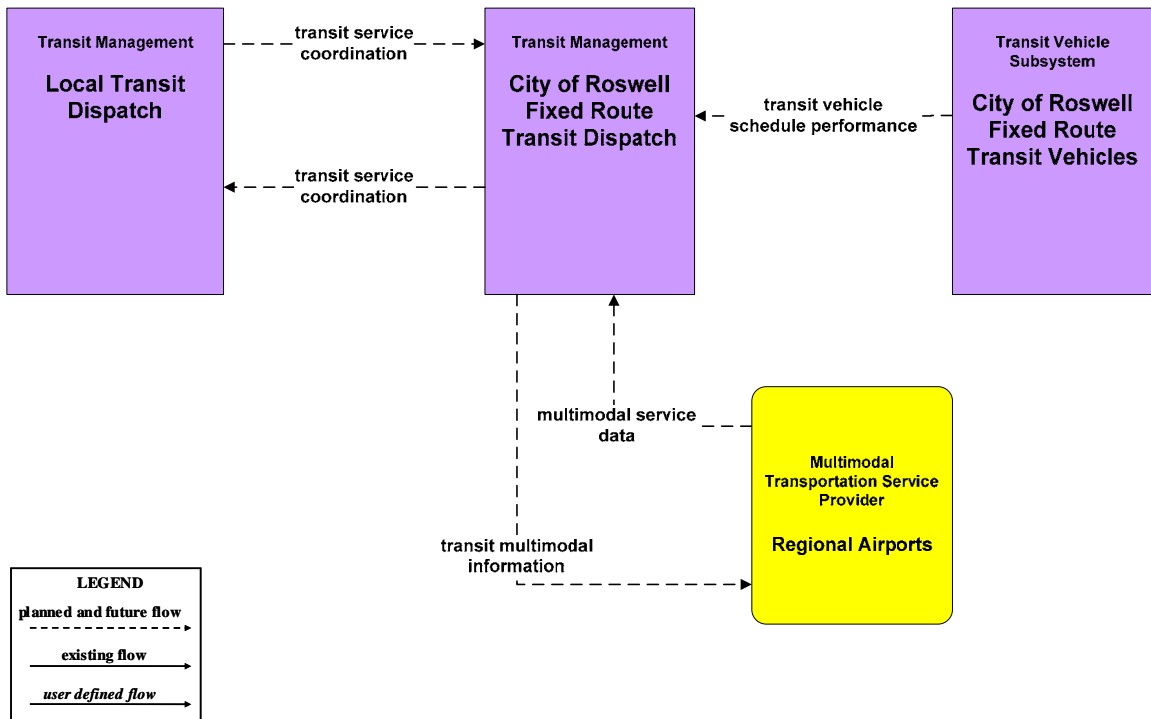 Transit Management
Local Transit
Dispatch
transit service
coordination
transit service
coordination
Transit Management
City of Roswell
Fixed Route
Transit Dispatch
transit vehicle
schedule performance
Transit Vehicle
Subsystem
City of Roswell
Fixed Route
Transit Vehicles
multimodal service
data
Multimodal
Transportation Service
Provider
Regional Airports
transit multimodal
information
LEGEND
planned and future flow
existing flow
user defined flow